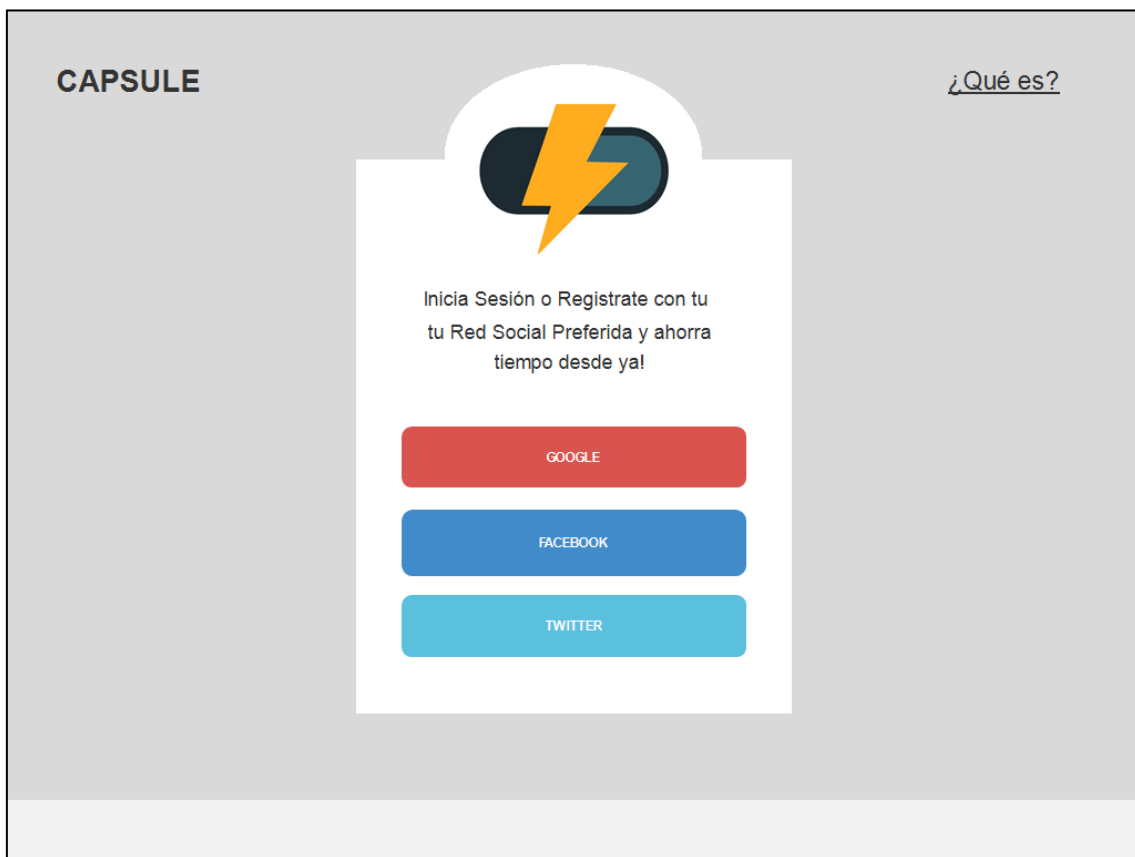 CAPSULE
¿Qué es?
Inicia Sesión o Registrate con tu
tu Red Social Preferida y ahorra
tiempo desde ya!
GOOGLE
FACEBOOK
TWITTER